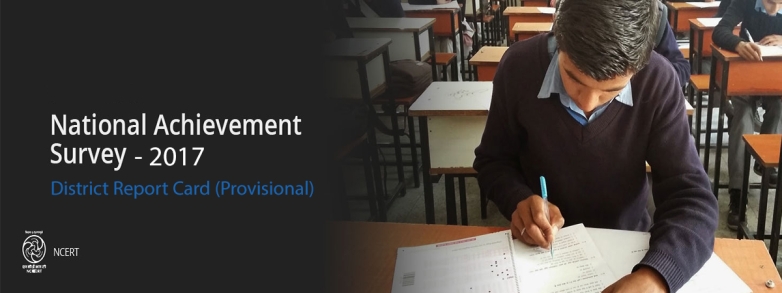 National Achievement
Survey - 2017
District Report Card (Provisional)
NCERT